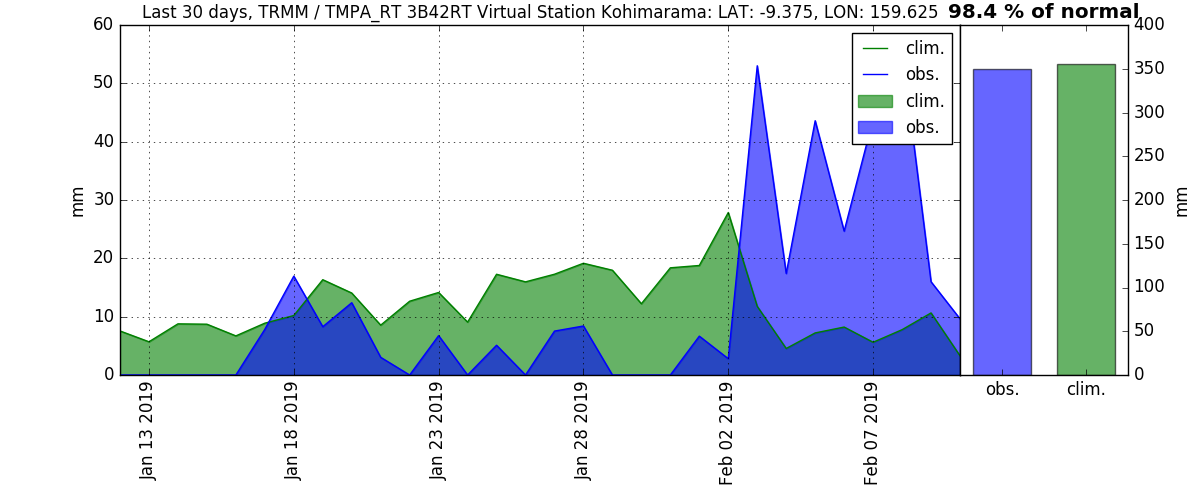 Last 30 days, TRMM / TMPA_RT 3B42RT Virtual Station Kohimarama: LAT: -9.375, LON: 159.625
98.4 % of normal
60
50
40
30
20
10
0
mm
clim.
obs.
clim.
obs.
Jan 13 2019
Jan 18 2019
Jan 23 2019
Jan 28 2019
Feb 02 2019
Feb 07 2019
400
350
300
250
200
150
100
50
0
mm
obs.
clim.